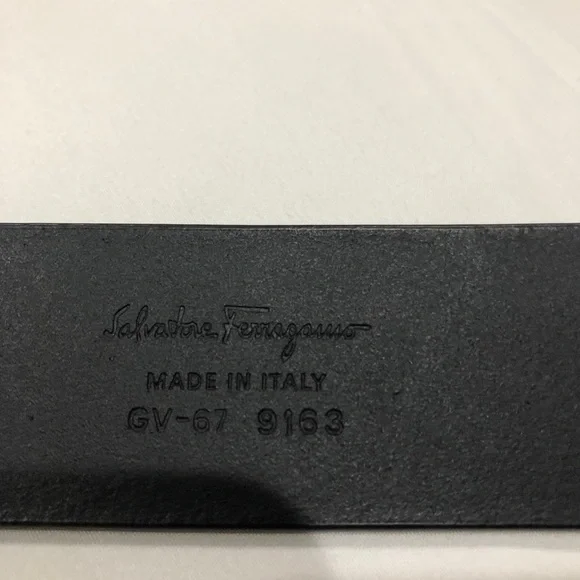 Salvatore Ferragamo
MADE IN ITALY
GV-67 9163